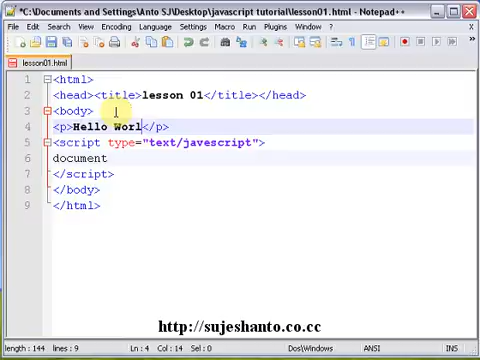 *C:\Documents and Settings\Anto SJ\Desktop\javascript tutorial\lesson01.html - Notepad++
File Edit Search View Encoding Language Settings Macro Run Plugins Window ? X
lesson01.html
1 <html>
2 <head><title>lesson 01</title></head>
3 <body>
4 <p>Hello Worl</p>
5 <script type="text/javescript">
6 document
7 </script>
8 </body>
9 </html>
length : 144 lines : 9 Ln : 4 Col : 14 Sel : 0 Dos\Windows ANSI INS
http://sujeshanto.co.cc